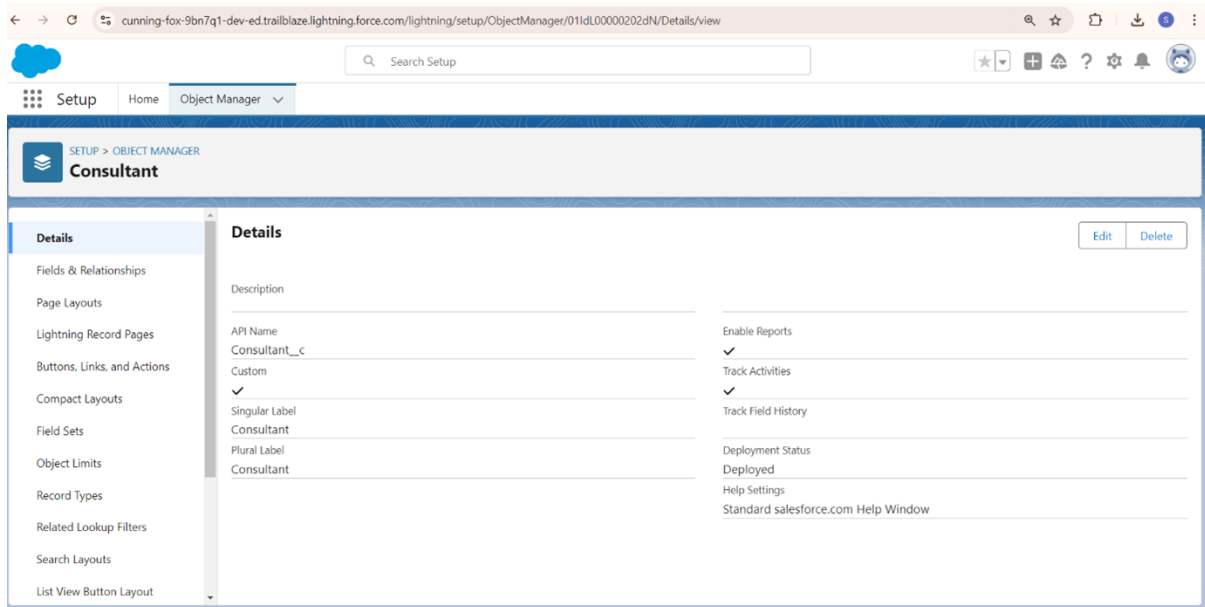 cunning-fox-9bn7q1-dev-ed.trailblaze.lightning.force.com/lightning/setup/ObjectManager/01IdL00000202dN/Details/view
S
Search Setup
Setup
Home
Object Manager
SETUP > OBJECT MANAGER
Consultant
Details
Fields & Relationships
Page Layouts
Lightning Record Pages
Buttons, Links, and Actions
Compact Layouts
Field Sets
Object Limits
Record Types
Related Lookup Filters
Search Layouts
List View Button Layout
Details
Edit
Delete
Description
API Name
Consultant__c
Custom
Singular Label
Consultant
Plural Label
Consultant
Enable Reports
Track Activities
Track Field History
Deployment Status
Deployed
Help Settings
Standard salesforce.com Help Window